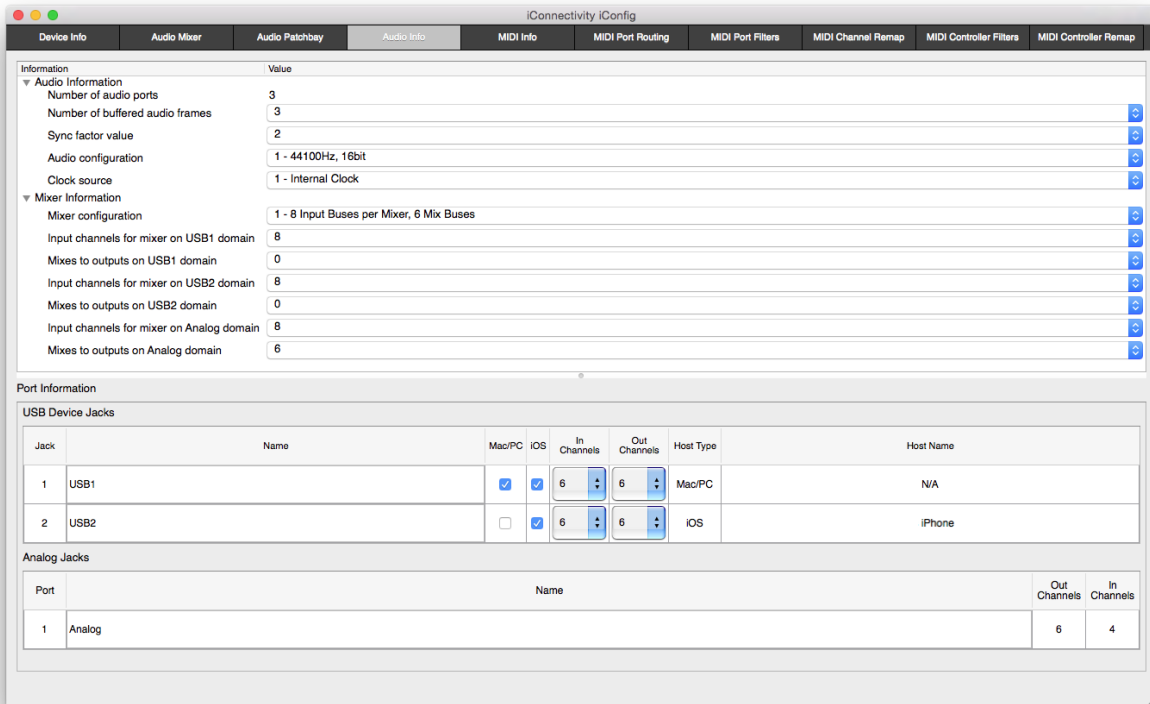 iConnectivity iConfig
Device Info Audio Mixer Audio Patchbay Audio Info MIDI Info MIDI Port Routing MIDI Port Filters MIDI Channel Remap MIDI Controller Filters MIDI Controller Remap
Information Value
Audio Information
Number of audio ports 3
Number of buffered audio frames 3
Sync factor value 2
Audio configuration 1 - 44100Hz, 16bit
Clock source 1 - Internal Clock
Mixer Information
Mixer configuration 1 - 8 Input Buses per Mixer, 6 Mix Buses
Input channels for mixer on USB1 domain 8
Mixes to outputs on USB1 domain 0
Input channels for mixer on USB2 domain 8
Mixes to outputs on USB2 domain 0
Input channels for mixer on Analog domain 8
Mixes to outputs on Analog domain 6
Port Information
USB Device Jacks
Jack Name Mac/PC iOS In Channels Out Channels Host Type Host Name
1 USB1 6 6 Mac/PC N/A
2 USB2 6 6 iOS iPhone
Analog Jacks
Port Name Out Channels In Channels
1 Analog 6 4